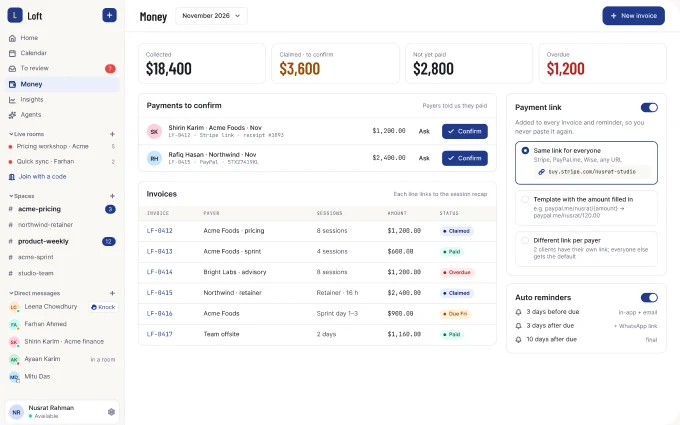 L Loft +
Home
Calendar
To review 7
Money
Insights
Agents
Live rooms +
Pricing workshop · Acme 5
Quick sync · Farhan 2
Join with a code
Spaces +
# acme-pricing 3
# northwind-retainer
# product-weekly 12
# acme-sprint
# studio-team
Direct messages +
LC Leena Chowdhury Knock
FA Farhan Ahmed
SK Shirin Karim · Acme finance
AK Ayaan Karim in a room
MD Mitu Das
NR Nusrat Rahman
Available
Money November 2026
+ New invoice
Collected
$18,400
Claimed · to confirm
$3,600
Not yet paid
$2,800
Overdue
$1,200
Payments to confirm Payers told us they paid
SK Shirin Karim · Acme Foods · Nov
LF-0412 · Stripe link · receipt #1093
$1,200.00 Ask Confirm
RH Rafiq Hasan · Northwind · Nov
LF-0415 · PayPal · 5TX27419KL
$2,400.00 Ask Confirm
Invoices Each line links to the session recap
INVOICE PAYER SESSIONS AMOUNT STATUS
LF-0412 Acme Foods · pricing 8 sessions $1,200.00 Claimed
LF-0413 Acme Foods · sprint 4 sessions $600.00 Paid
LF-0414 Bright Labs · advisory 8 sessions $1,200.00 Overdue
LF-0415 Northwind · retainer Retainer · 16 h $2,400.00 Claimed
LF-0416 Acme Foods Sprint day 1–3 $900.00 Due Fri
LF-0417 Team offsite 2 days $1,160.00 Paid
Payment link
Added to every invoice and reminder, so you
never paste it again.
Same link for everyone
Stripe, PayPal.me, Wise, any URL
buy.stripe.com/nusrat-studio
Template with the amount filled in
e.g. paypal.me/nusrat/{amount} →
paypal.me/nusrat/120.00
Different link per payer
2 clients have their own link; everyone else
gets the default
Auto reminders
3 days before due in-app + email
3 days after due + WhatsApp link
10 days after due final